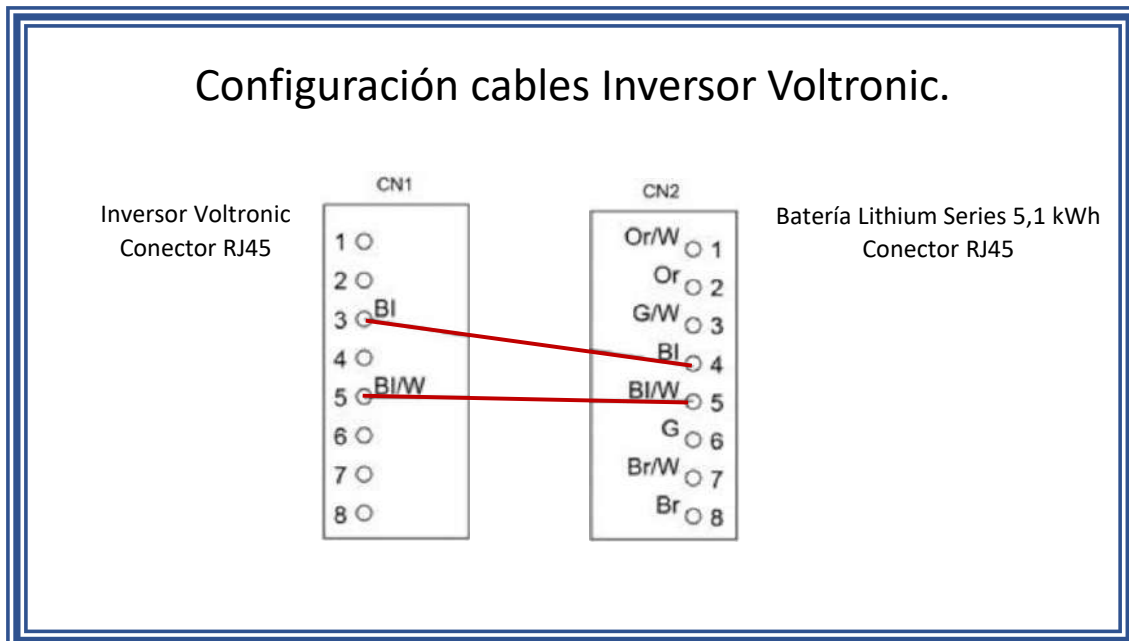 Configuración cables Inversor Voltronic.
CN1
CN2
Inversor Voltronic
Conector RJ45
Batería Lithium Series 5,1 kWh
Conector RJ45
1
2
3 Bl
4
5 Bl/W
6
7
8
Or/W 1
Or 2
G/W 3
Bl 4
Bl/W 5
G 6
Br/W 7
Br 8